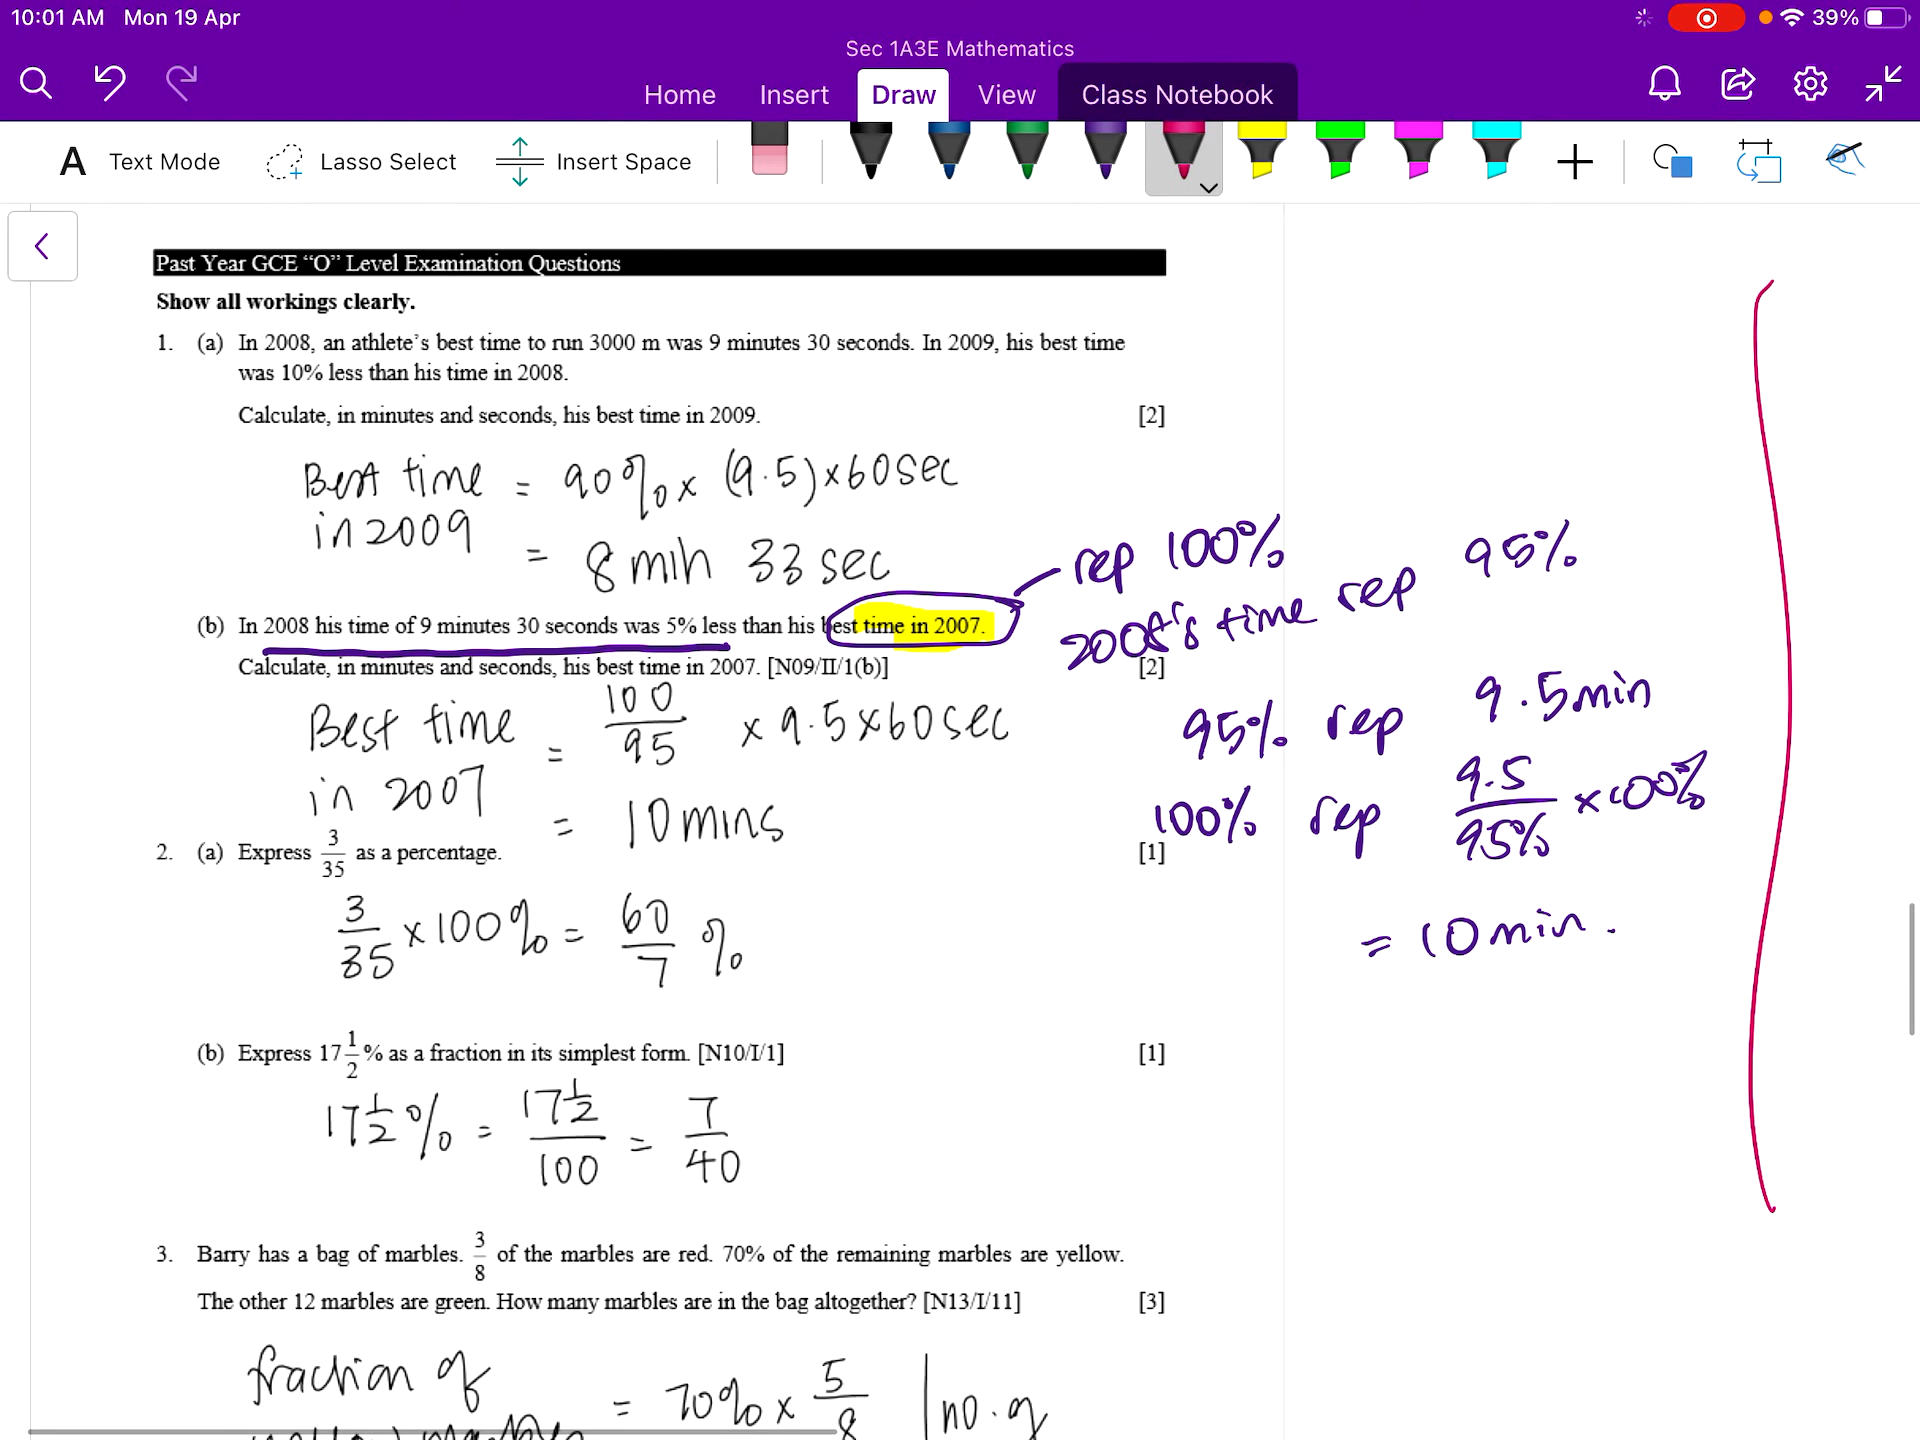 10:01 AM Mon 19 Apr
39%
Sec 1A3E Mathematics
Home Insert Draw View Class Notebook
A Text Mode Lasso Select Insert Space
Past Year GCE “O” Level Examination Questions
Show all workings clearly.
1. (a) In 2008, an athlete’s best time to run 3000 m was 9 minutes 30 seconds. In 2009, his best time
was 10% less than his time in 2008.
Calculate, in minutes and seconds, his best time in 2009. [2]
Best time = 90% × (9.5)×60sec
in 2009
= 8 min 33 sec
(b) In 2008 his time of 9 minutes 30 seconds was 5% less than his best time in 2007.
rep 100%
2008's time rep 95%
Calculate, in minutes and seconds, his best time in 2007. [N09/II/1(b)] [2]
Best time = 100/95 × 9.5×60sec
in 2007
= 10mins
95% rep 9.5min
100% rep 9.5/95% ×100%
= 10min.
2. (a) Express 3/35 as a percentage. [1]
3/35 ×100% = 60/7 %
(b) Express 17 1/2 % as a fraction in its simplest form. [N10/I/1] [1]
17 1/2 % = 17 1/2 / 100 = 7/40
3. Barry has a bag of marbles. 3/8 of the marbles are red. 70% of the remaining marbles are yellow.
The other 12 marbles are green. How many marbles are in the bag altogether? [N13/I/11] [3]
fraction of
= 70% × 5/8
no. of